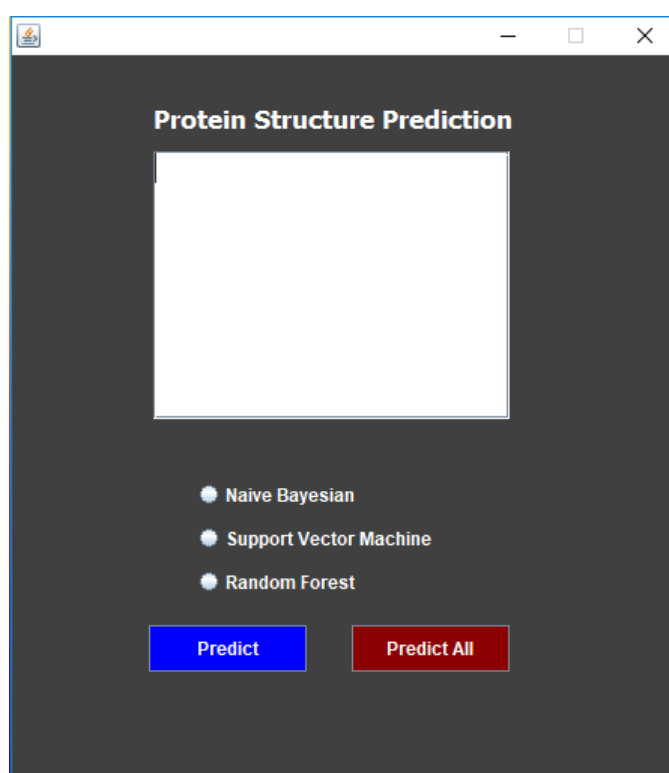 Protein Structure Prediction
Naive Bayesian
Support Vector Machine
Random Forest
Predict
Predict All